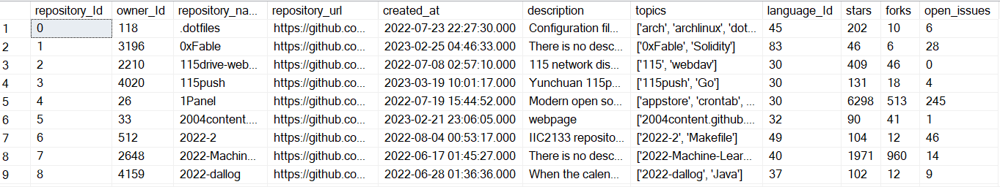 repository_Id owner_Id repository_na... repository_url created_at description topics language_Id stars forks open_issues
1 0 118 .dotfiles https://github.co... 2022-07-23 22:27:30.000 Configuration fil... ['arch', 'archlinux', 'dot... 45 202 10 6
2 1 3196 0xFable https://github.co... 2023-02-25 04:46:33.000 There is no desc... ['0xFable', 'Solidity'] 83 46 6 28
3 2 2210 115drive-web... https://github.co... 2022-07-08 02:57:10.000 115 network dis... ['115', 'webdav'] 30 409 46 0
4 3 4020 115push https://github.co... 2023-03-19 10:01:17.000 Yunchuan 115p... ['115push', 'Go'] 30 131 18 4
5 4 26 1Panel https://github.co... 2022-07-19 15:44:52.000 Modern open so... ['appstore', 'crontab', ... 30 6298 513 245
6 5 33 2004content.... https://github.co... 2023-02-21 23:06:05.000 webpage ['2004content.github.... 32 90 41 1
7 6 512 2022-2 https://github.co... 2022-08-04 00:53:17.000 IIC2133 reposito... ['2022-2', 'Makefile'] 49 104 12 46
8 7 2648 2022-Machin... https://github.co... 2022-06-17 01:45:27.000 There is no desc... ['2022-Machine-Lear... 40 1971 960 14
9 8 4159 2022-dallog https://github.co... 2022-06-28 01:36:36.000 When the calen... ['2022-dallog', 'Java'] 37 102 12 9